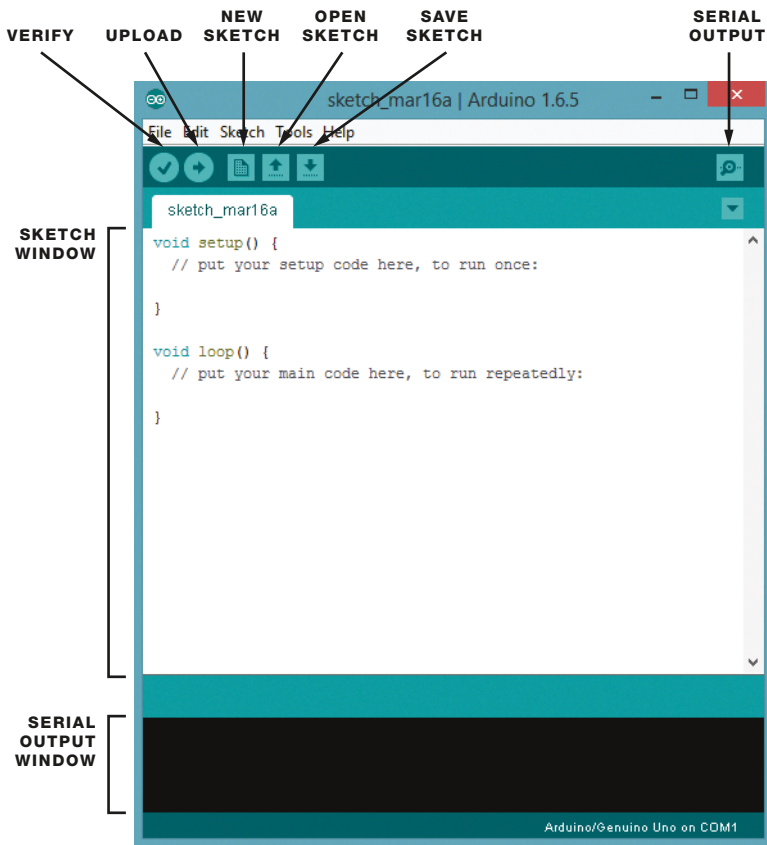 VERIFY
UPLOAD
NEW
SKETCH
OPEN
SKETCH
SAVE
SKETCH
SERIAL
OUTPUT
sketch_mar16a | Arduino 1.6.5
File Edit Sketch Tools Help
sketch_mar16a
SKETCH
WINDOW
void setup() {
// put your setup code here, to run once:
}
void loop() {
// put your main code here, to run repeatedly:
}
SERIAL
OUTPUT
WINDOW
Arduino/Genuino Uno on COM1